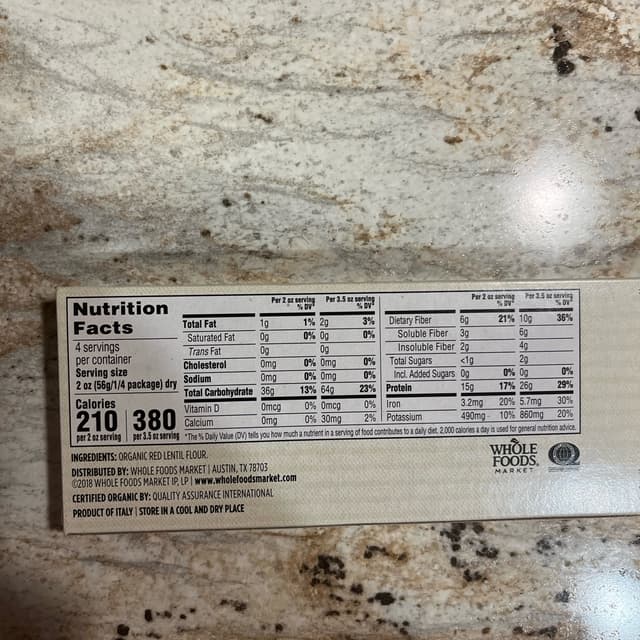 Nutrition
Facts
4 servings
per container
Serving size
2 oz (56g/1/4 package) dry
Calories
210 380
per 2 oz serving per 3.5 oz serving
Per 2 oz serving Per 3.5 oz serving
% DV* % DV*
Total Fat 1g 1% 2g 3%
Saturated Fat 0g 0% 0g 0%
Trans Fat 0g 0g
Cholesterol 0mg 0% 0mg 0%
Sodium 0mg 0% 0mg 0%
Total Carbohydrate 36g 13% 64g 23%
Vitamin D 0mcg 0% 0mcg 0%
Calcium 0mg 0% 30mg 2%
Per 2 oz serving Per 3.5 oz serving
% DV* % DV*
Dietary Fiber 6g 21% 10g 36%
Soluble Fiber 3g 6g
Insoluble Fiber 2g 4g
Total Sugars <1g 2g
Incl. Added Sugars 0g 0% 0g 0%
Protein 15g 17% 26g 29%
Iron 3.2mg 20% 5.7mg 30%
Potassium 490mg 10% 860mg 20%
*The % Daily Value (DV) tells you how much a nutrient in a serving of food contributes to a daily diet. 2,000 calories a day is used for general nutrition advice.
INGREDIENTS: ORGANIC RED LENTIL FLOUR.
DISTRIBUTED BY: WHOLE FOODS MARKET | AUSTIN, TX 78703
©2018 WHOLE FOODS MARKET IP, LP | www.wholefoodsmarket.com
CERTIFIED ORGANIC BY: QUALITY ASSURANCE INTERNATIONAL
PRODUCT OF ITALY | STORE IN A COOL AND DRY PLACE
WHOLE
FOODS
MARKET